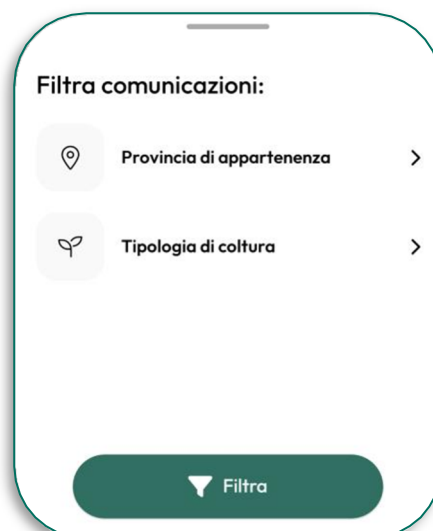 Filtra comunicazioni:
Provincia di appartenenza
Tipologia di coltura
Filtra